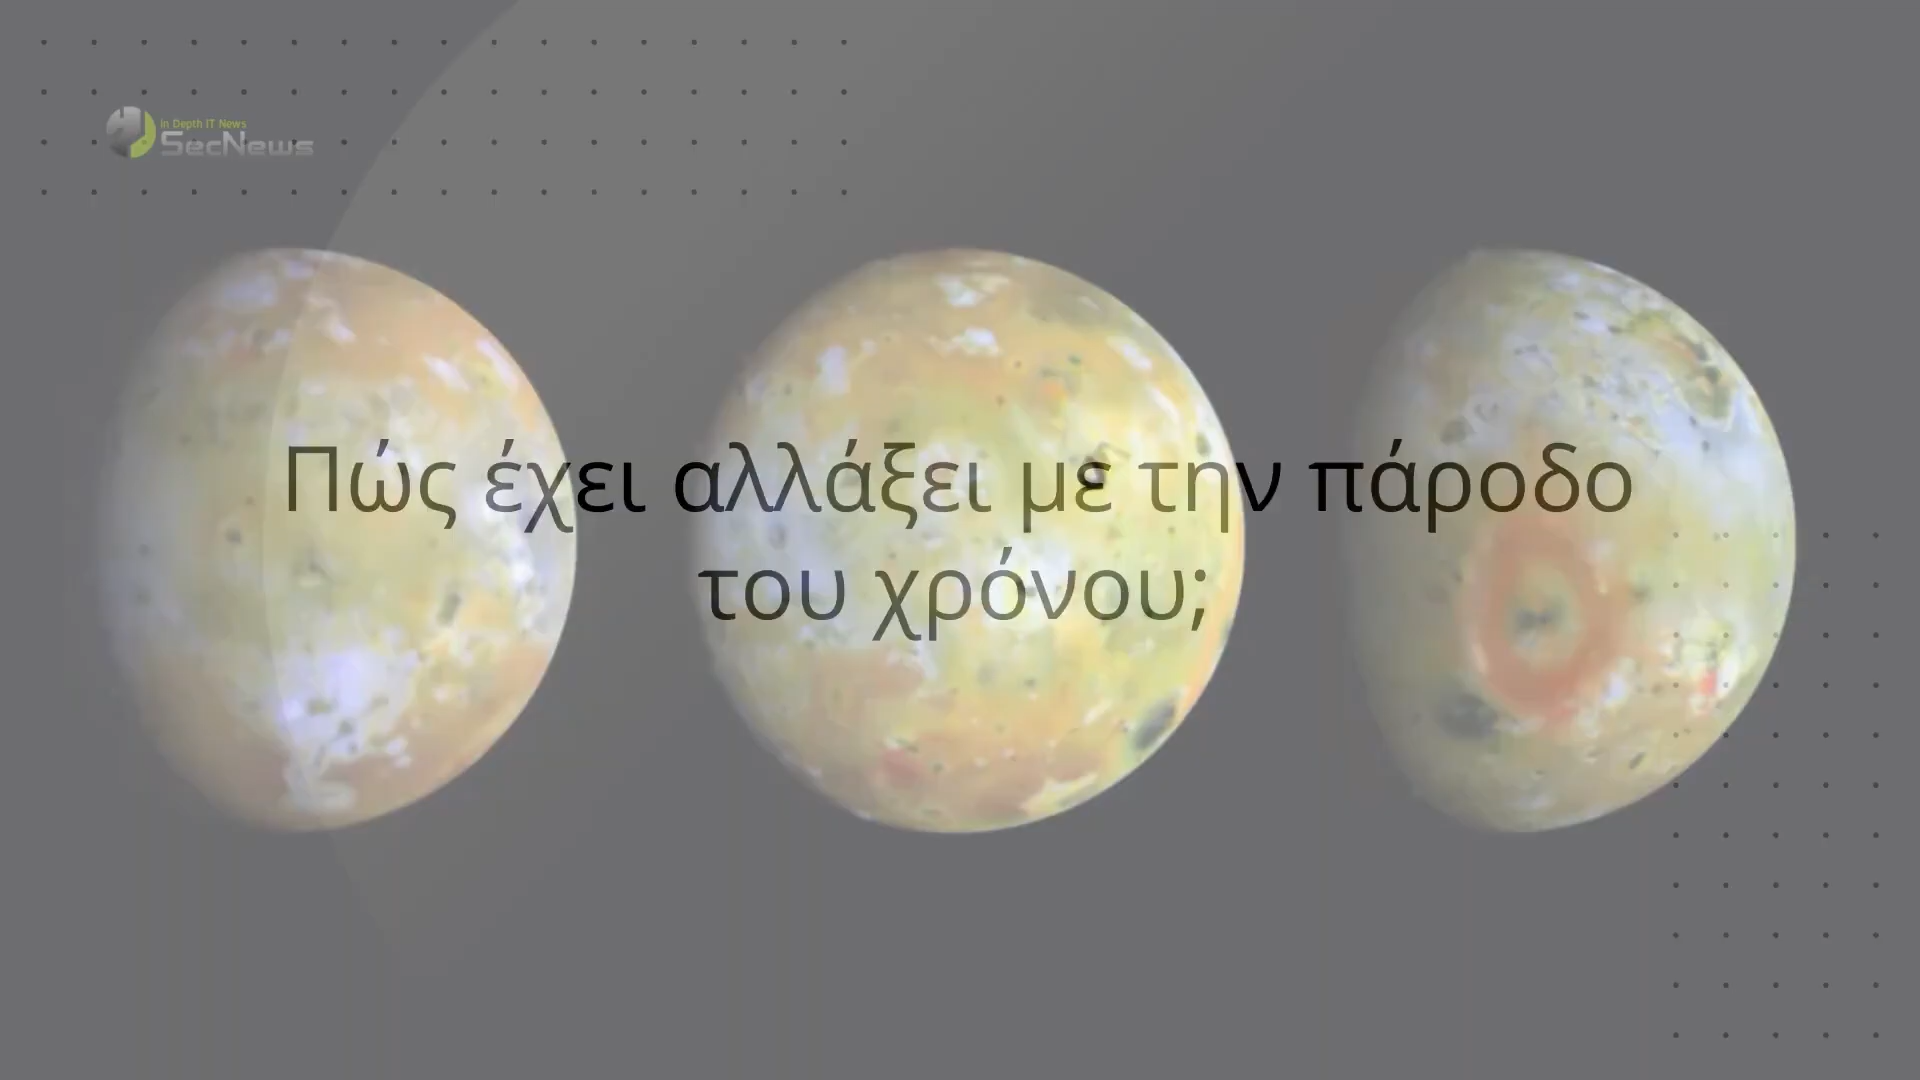 In Depth IT News
SecNews
Πώς έχει αλλάξει με την πάροδο
του χρόνου;